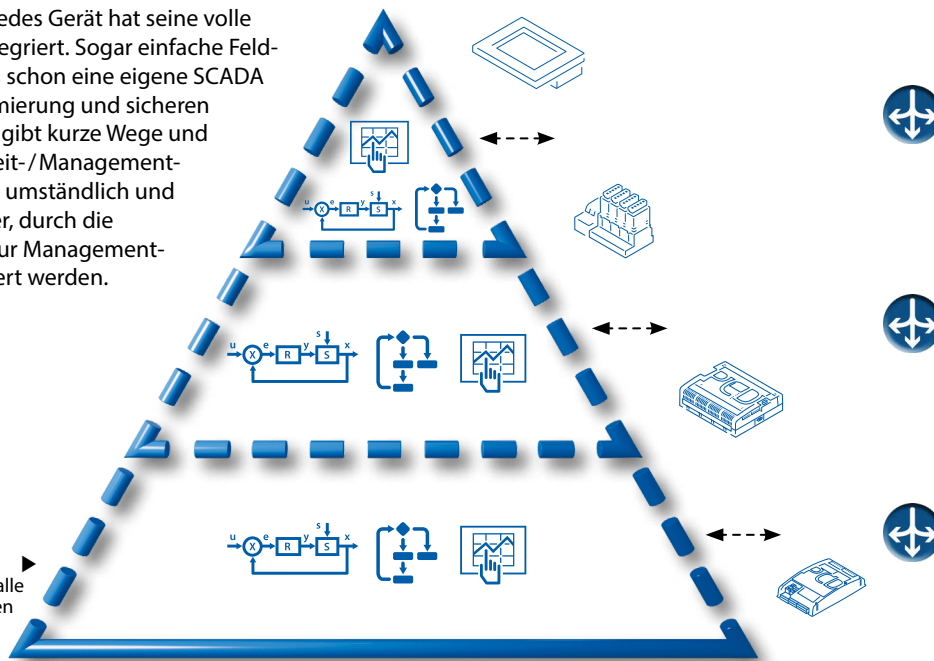 edes Gerät hat seine volle
egriert. Sogar einfache Feld-
schon eine eigene SCADA
mierung und sicheren
gibt kurze Wege und
eit-/Management-
umständlich und
er, durch die
ur Management-
ert werden.
u X e R y s S x
u X e R y s S x
u X e R y s S x
alle
en